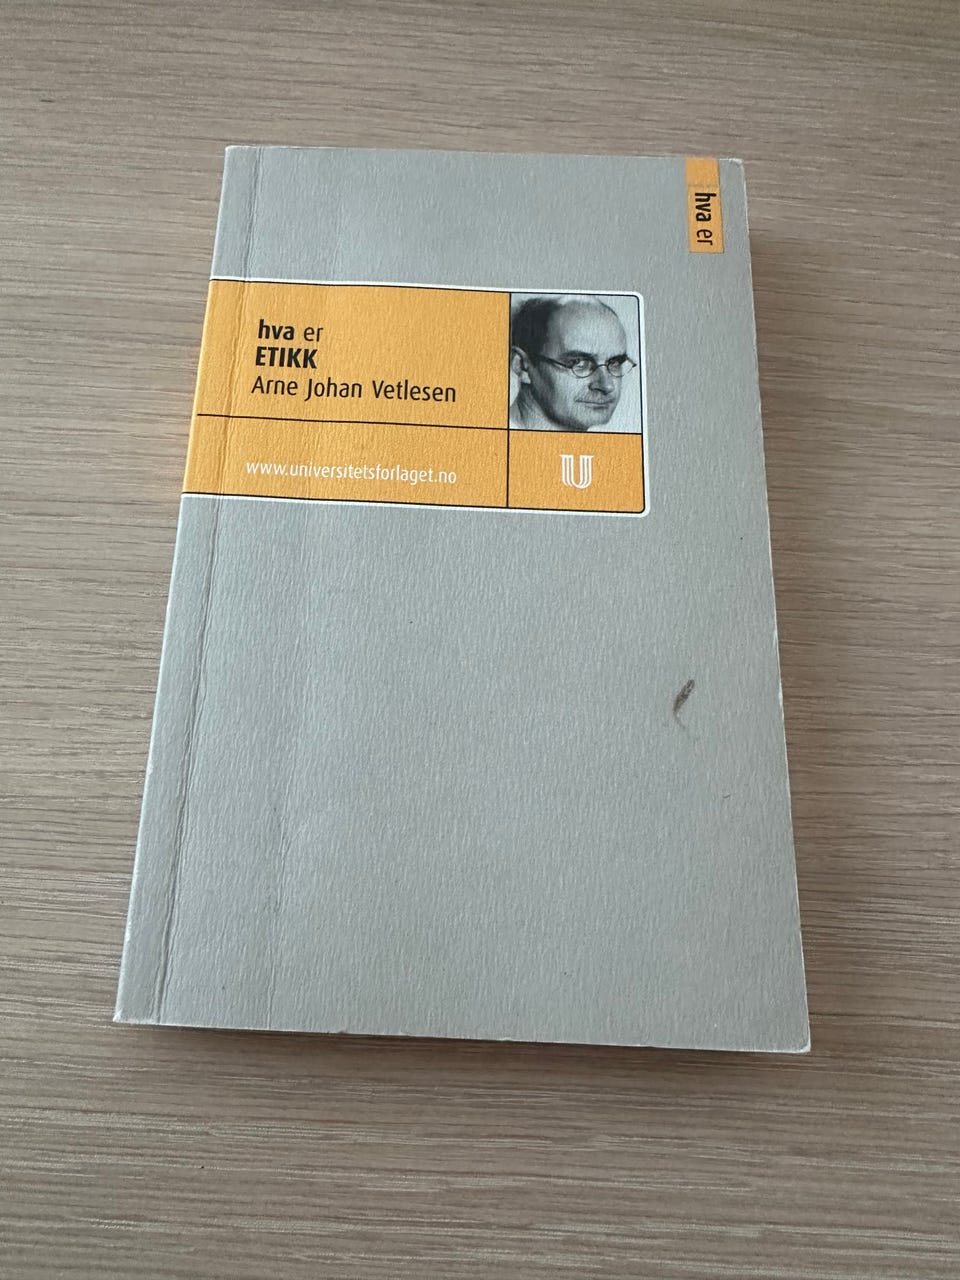 hva er
hva er
ETIKK
Arne Johan Vetlesen
www.universitetsforlaget.no
U